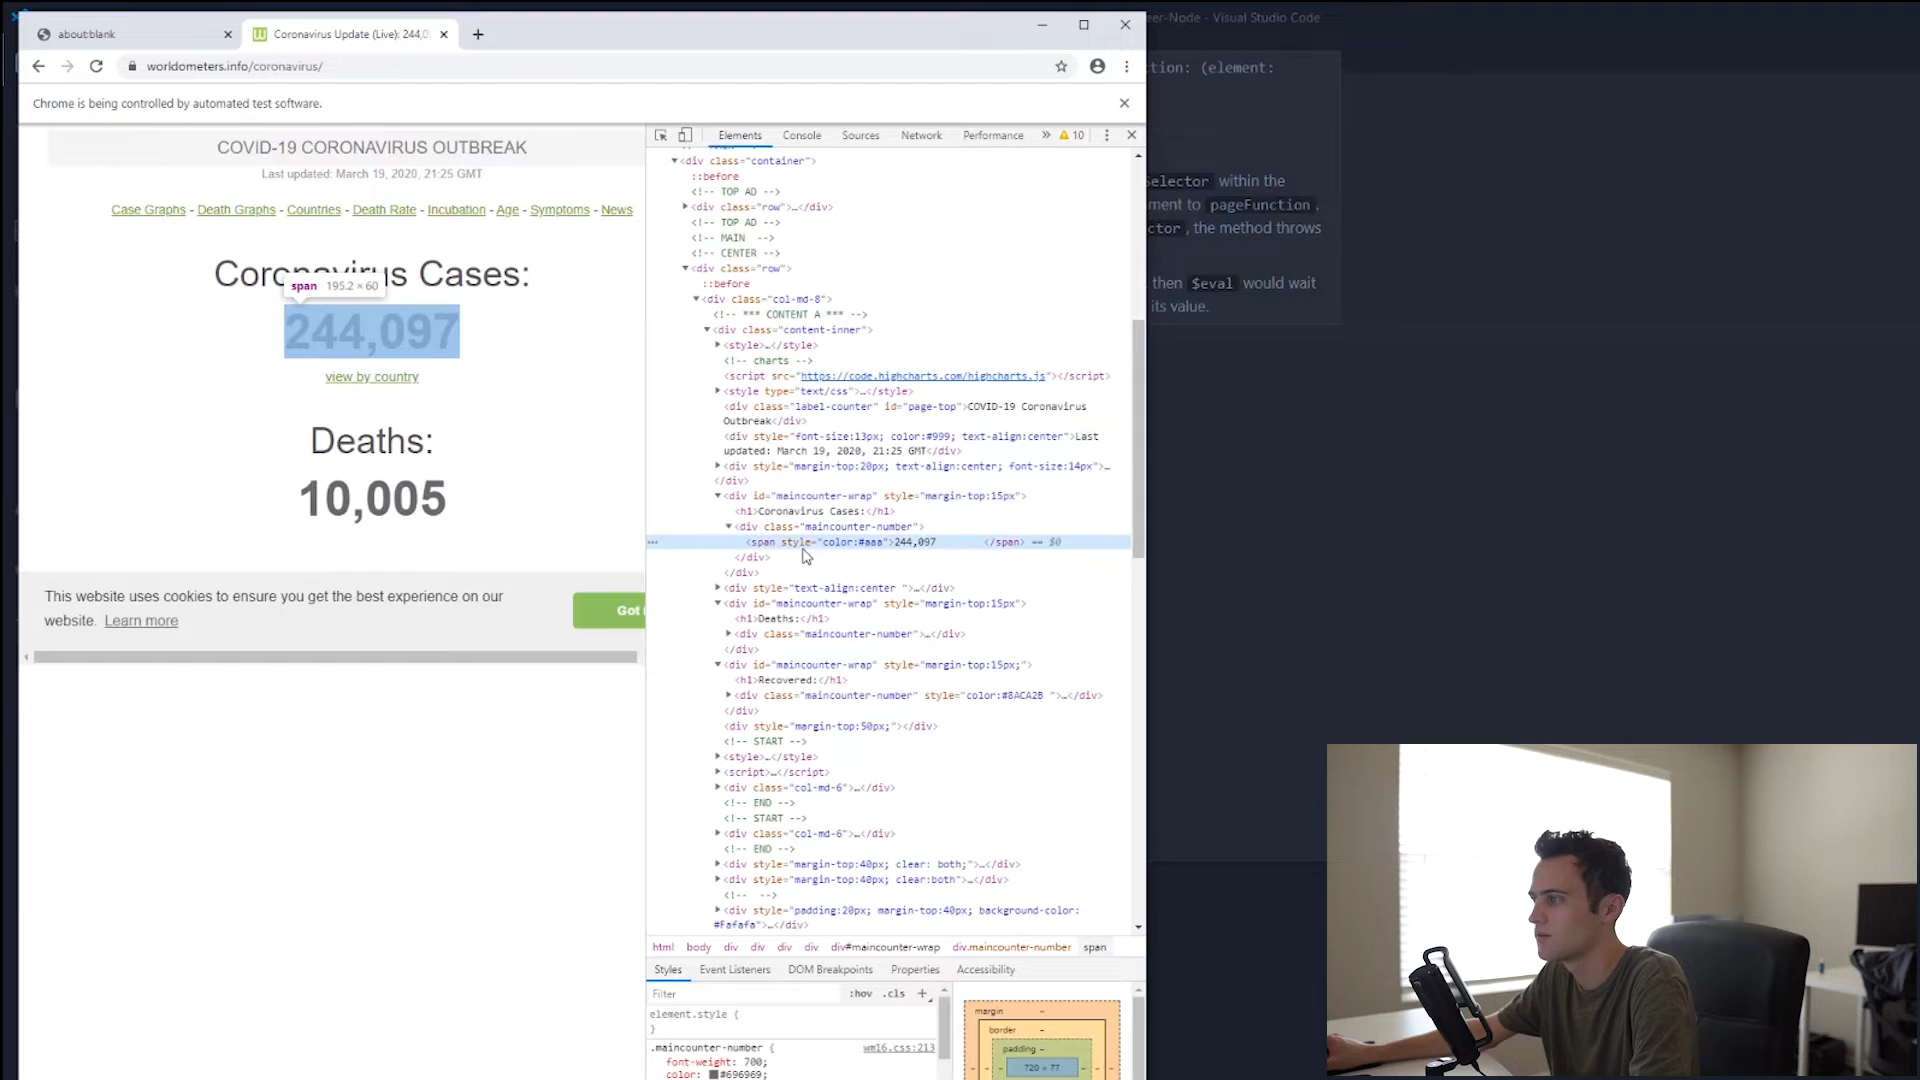 about:blank
Coronavirus Update (Live): 244,0
eer-Node - Visual Studio Code
worldometers.info/coronavirus/
Chrome is being controlled by automated test software.
ction: (element:
Selector within the
ment to pageFunction.
ctor, the method throws
then $eval would wait
its value.
COVID-19 CORONAVIRUS OUTBREAK
Last updated: March 19, 2020, 21:25 GMT
Case Graphs - Death Graphs - Countries - Death Rate - Incubation - Age - Symptoms - News
Coronavirus Cases:
span 195.2 × 60
244,097
view by country
Deaths:
10,005
This website uses cookies to ensure you get the best experience on our
website. Learn more
Got i
Elements Console Sources Network Performance » 10
<div class="container">
::before
<!-- TOP AD -->
<div class="row">…</div>
<!-- TOP AD -->
<!-- MAIN -->
<!-- CENTER -->
<div class="row">
::before
<div class="col-md-8">
<!-- *** CONTENT A *** -->
<div class="content-inner">
<style>…</style>
<!-- charts -->
<script src="https://code.highcharts.com/highcharts.js"></script>
<style type="text/css">…</style>
<div class="label-counter" id="page-top">COVID-19 Coronavirus
Outbreak</div>
<div style="font-size:13px; color:#999; text-align:center">Last
updated: March 19, 2020, 21:25 GMT</div>
<div style="margin-top:20px; text-align:center; font-size:14px">…
</div>
<div id="maincounter-wrap" style="margin-top:15px">
<h1>Coronavirus Cases:</h1>
<div class="maincounter-number">
<span style="color:#aaa">244,097 </span> == $0
</div>
</div>
<div style="text-align:center ">…</div>
<div id="maincounter-wrap" style="margin-top:15px">
<h1>Deaths:</h1>
<div class="maincounter-number">…</div>
</div>
<div id="maincounter-wrap" style="margin-top:15px;">
<h1>Recovered:</h1>
<div class="maincounter-number" style="color:#8ACA2B ">…</div>
</div>
<div style="margin-top:50px;"></div>
<!-- START -->
<style>…</style>
<script>…</script>
<div class="col-md-6">…</div>
<!-- END -->
<!-- START -->
<div class="col-md-6">…</div>
<!-- END -->
<div style="margin-top:40px; clear: both;">…</div>
<div style="margin-top:40px; clear:both">…</div>
<!-- -->
<div style="padding:20px; margin-top:40px; background-color:
#fafafa">…</div>
html body div div div div div#maincounter-wrap div.maincounter-number span
Styles Event Listeners DOM Breakpoints Properties Accessibility
Filter :hov .cls +
element.style {
}
.maincounter-number { wm16.css:213
font-weight: 700;
color: #696969;
margin –
border –
padding –
720 × 77